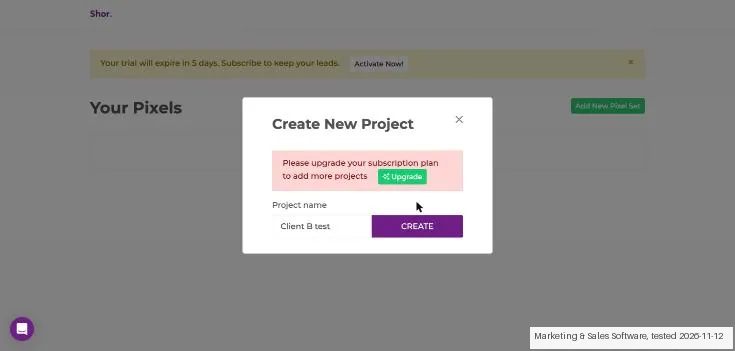 Shor.
Your trial will expire in 5 days. Subscribe to keep your leads. Activate Now!
Your Pixels
Add New Pixel Set
Create New Project
Please upgrade your subscription plan
to add more projects Upgrade
Project name
Client B test CREATE
Marketing & Sales Software, tested 2026-11-12